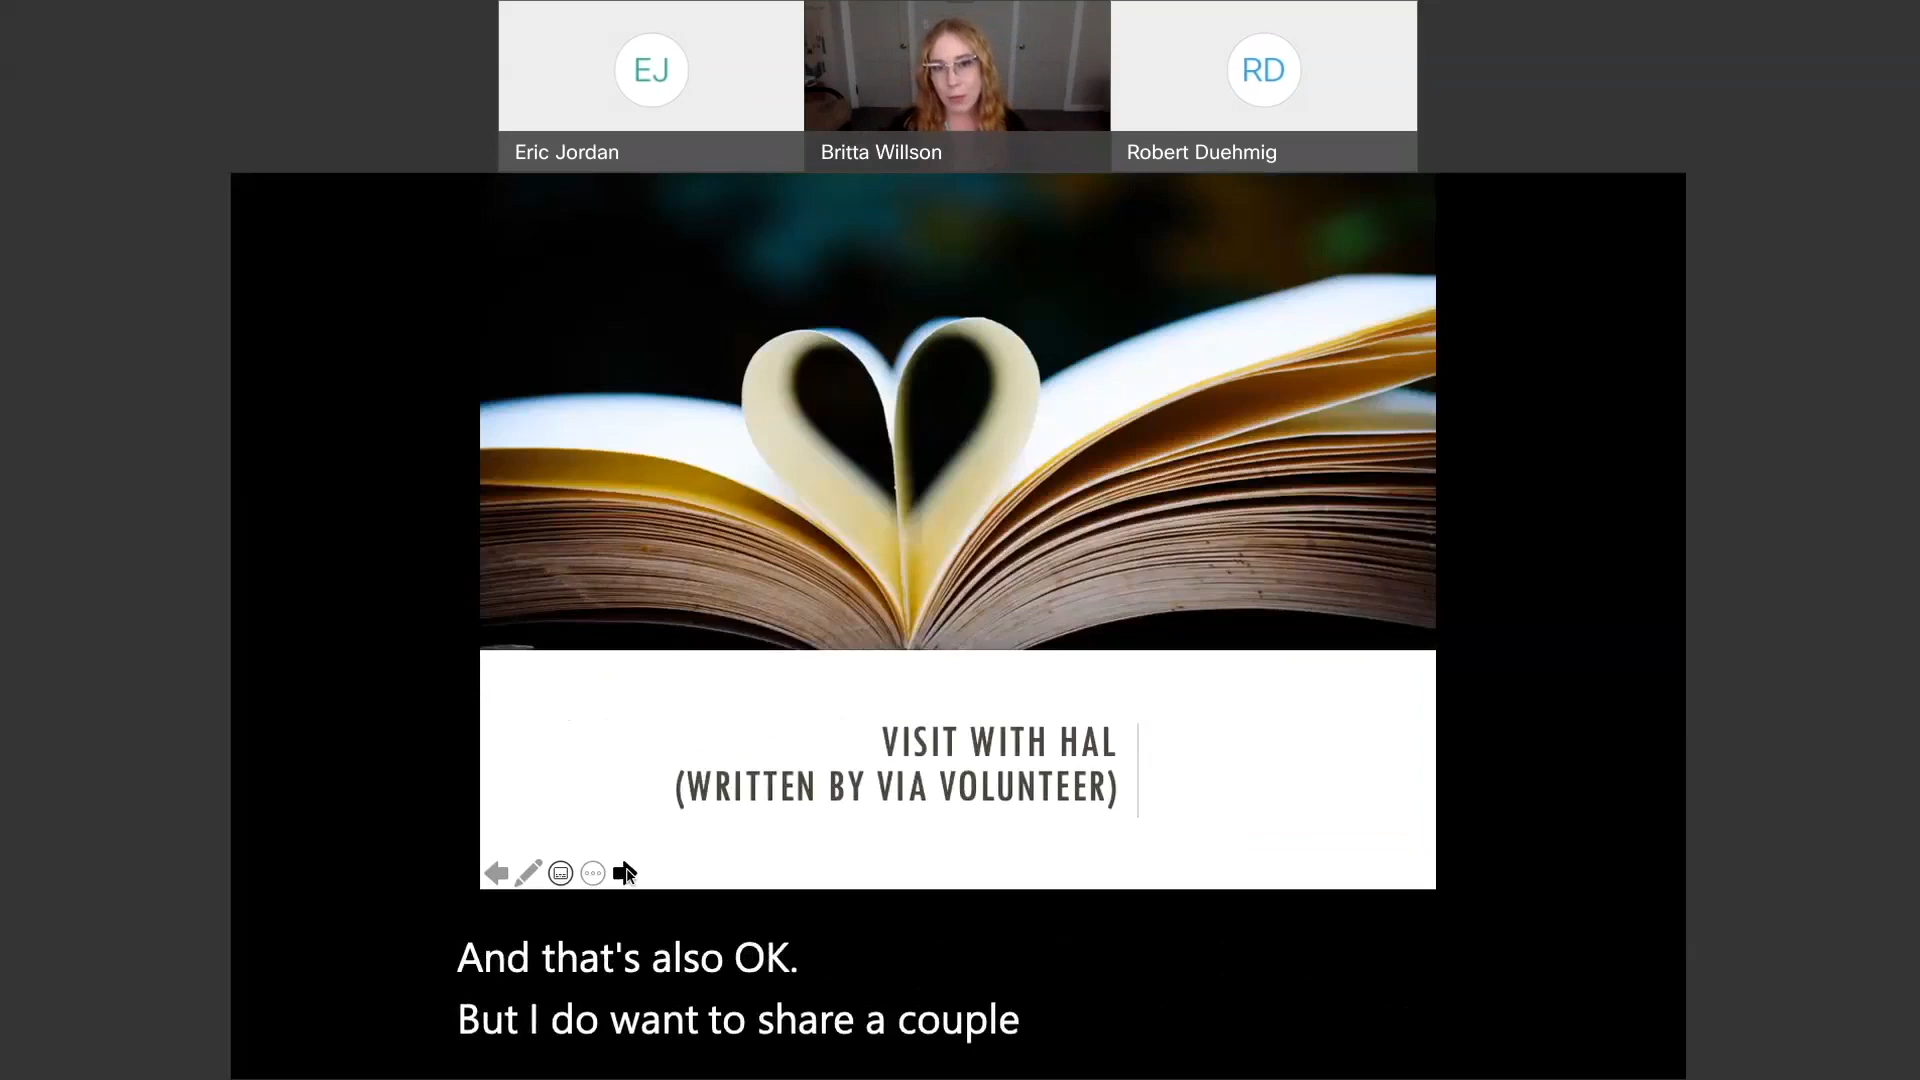 EJ
RD
Eric Jordan
Britta Willson
Robert Duehmig
VISIT WITH HAL
(WRITTEN BY VIA VOLUNTEER)
And that's also OK.
But I do want to share a couple